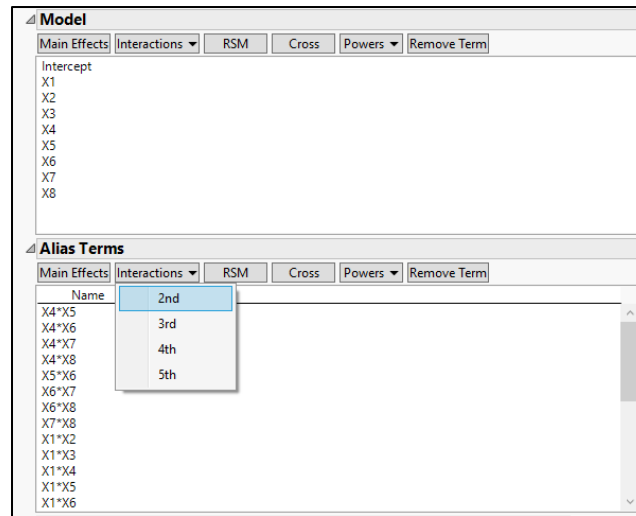 Model
Main Effects Interactions RSM Cross Powers Remove Term
Intercept
X1
X2
X3
X4
X5
X6
X7
X8
Alias Terms
Main Effects Interactions RSM Cross Powers Remove Term
Name
2nd
3rd
4th
5th
X4*X5
X4*X6
X4*X7
X4*X8
X5*X6
X6*X7
X6*X8
X7*X8
X1*X2
X1*X3
X1*X4
X1*X5
X1*X6